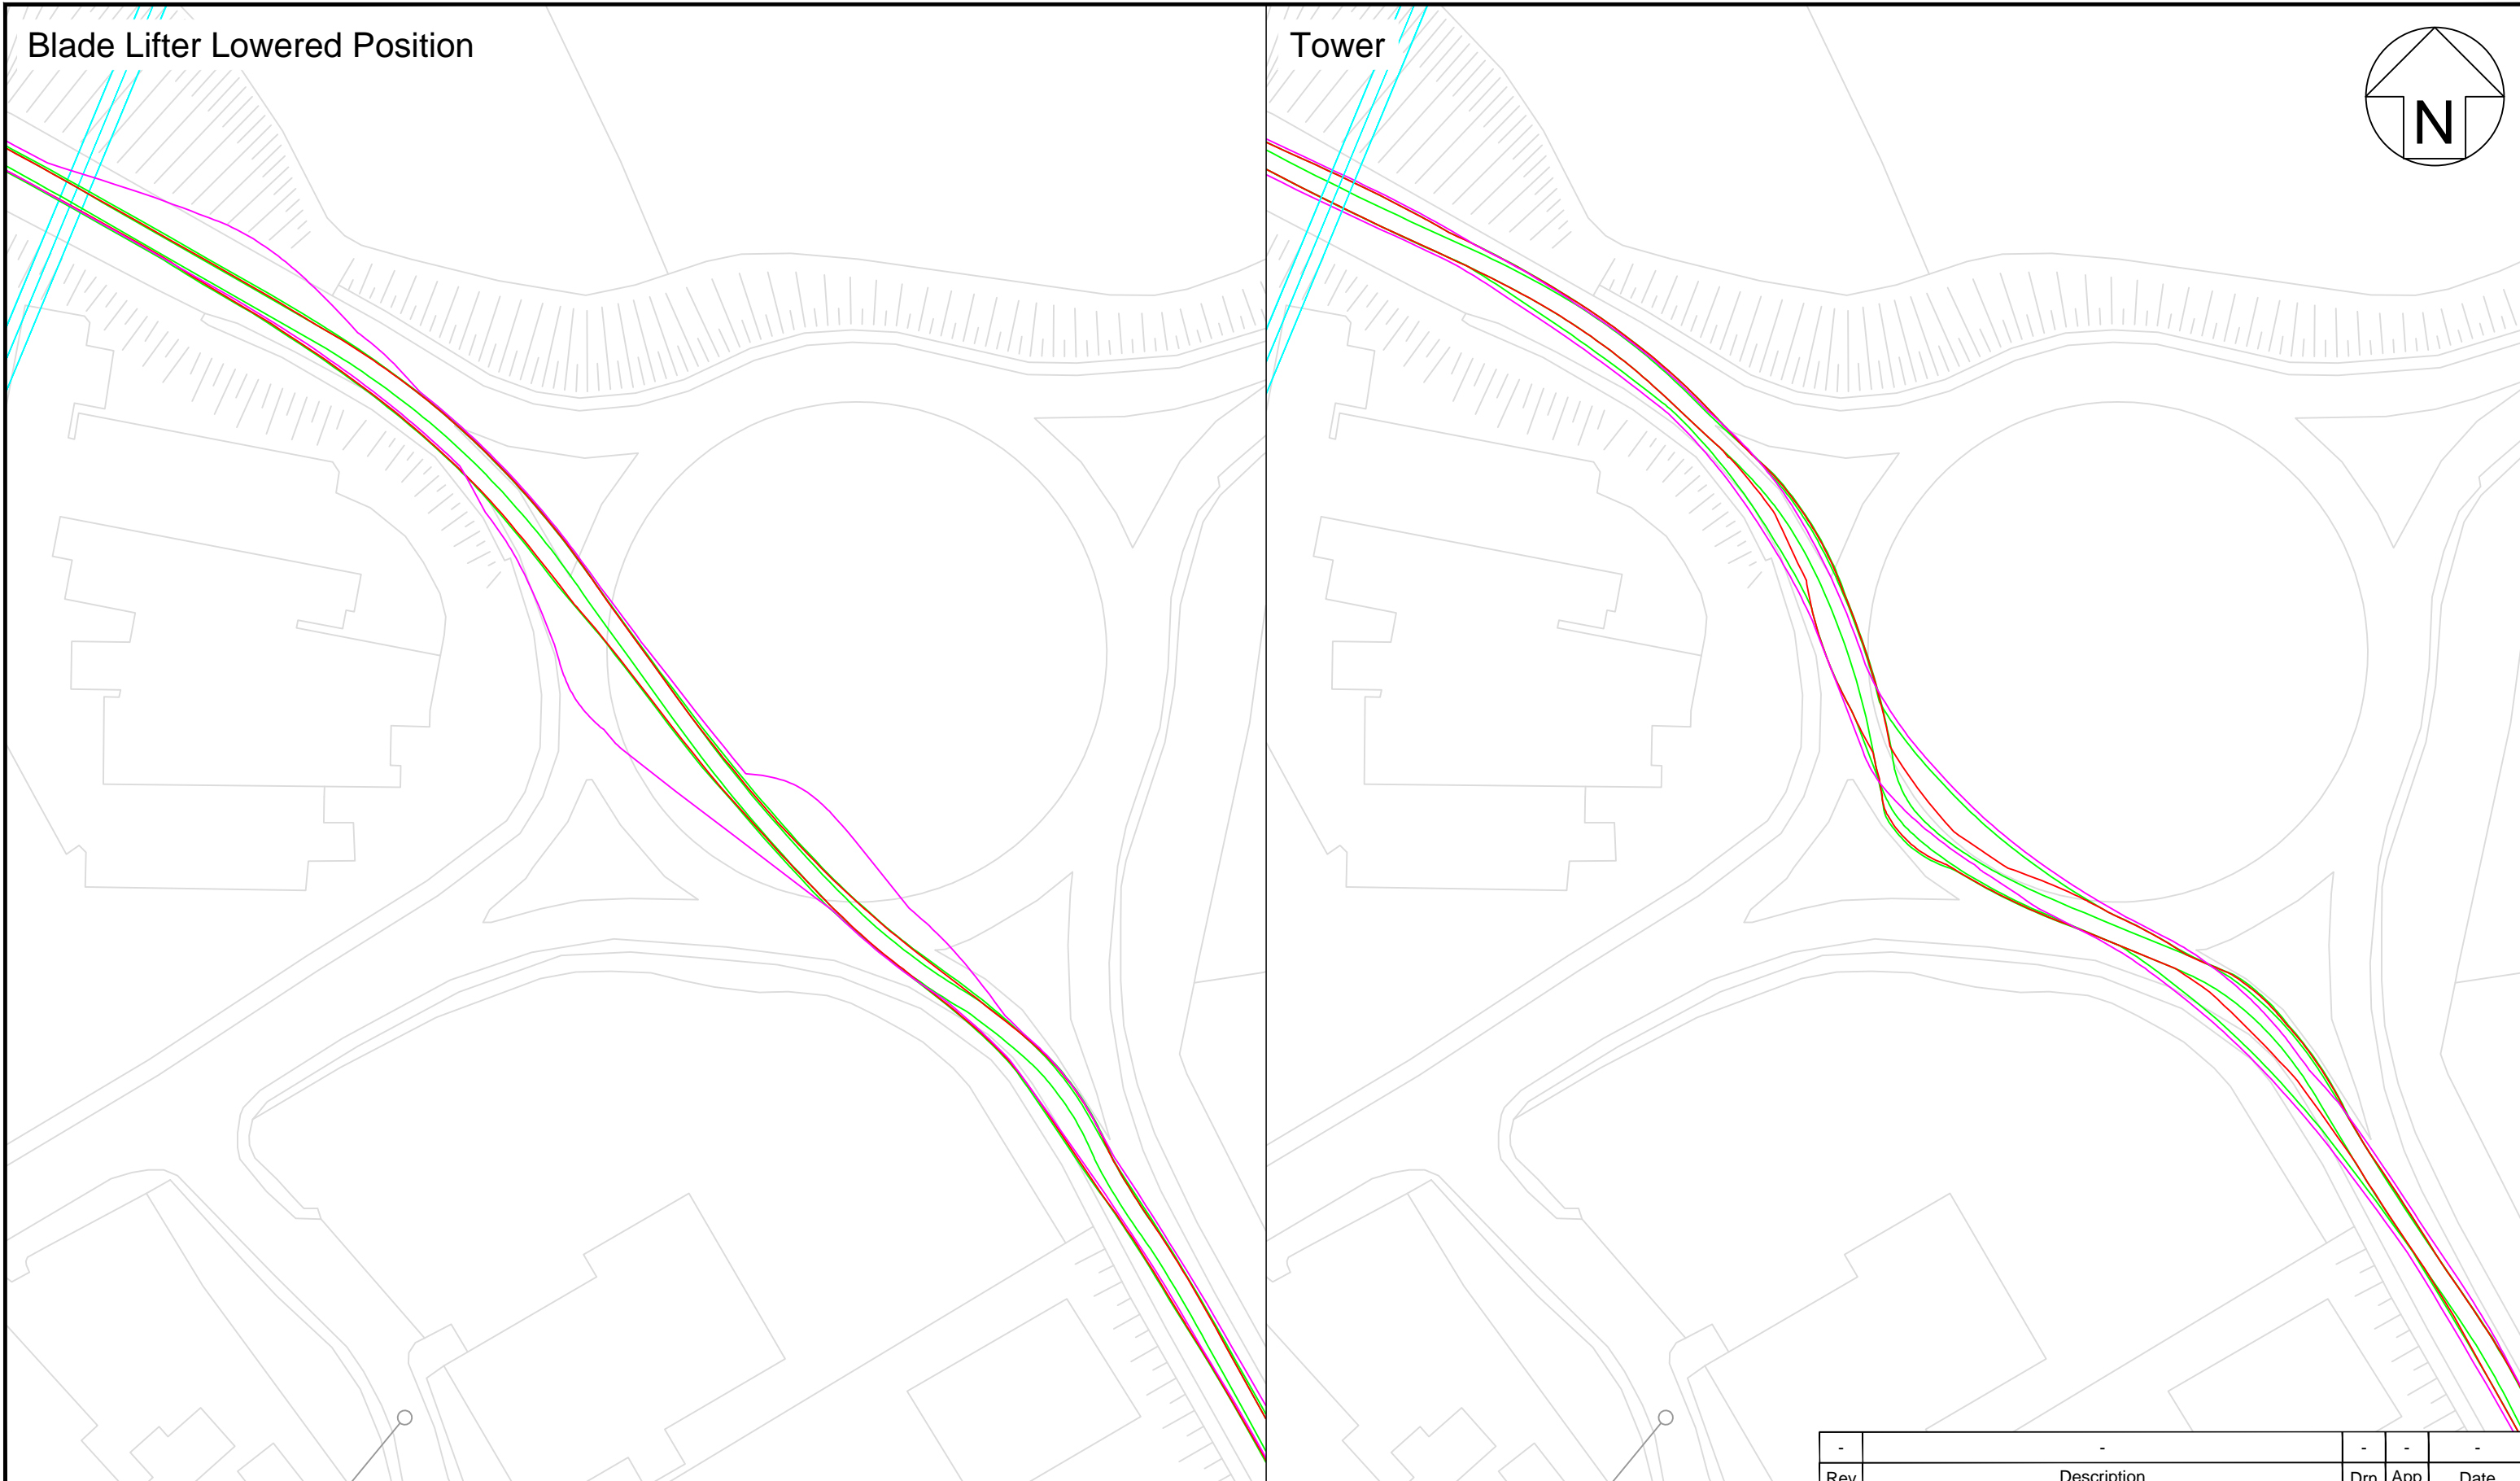 Blade Lifter Lowered Position
Tower
N
- - - - -
Rev Description Drn App Date